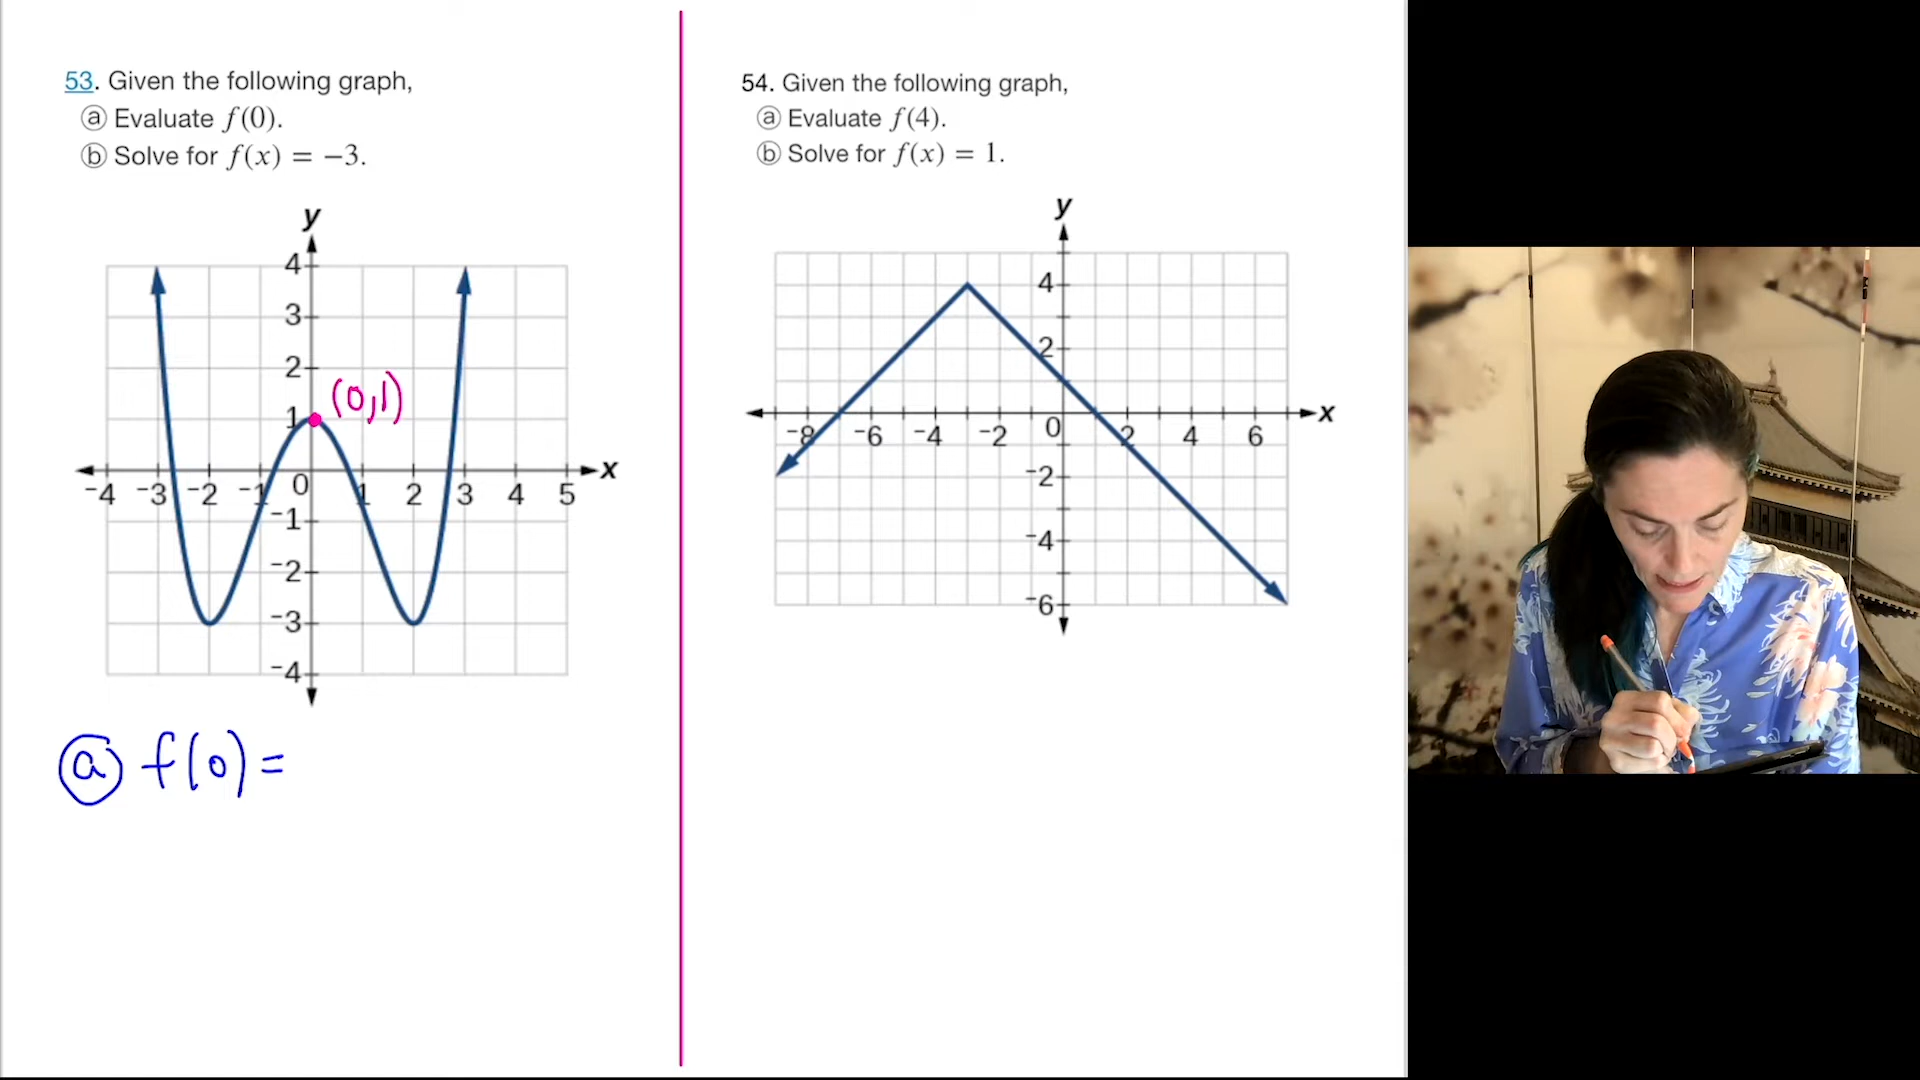 53. Given the following graph,
ⓐ Evaluate f(0).
ⓑ Solve for f(x) = −3.
y
4
3
2
(0,1)
1
x
-4 -3 -2 -1 0 1 2 3 4 5
-1
-2
-3
-4
ⓐ f(0) =
54. Given the following graph,
ⓐ Evaluate f(4).
ⓑ Solve for f(x) = 1.
y
4
2
x
-8 -6 -4 -2 0 2 4 6
-2
-4
-6